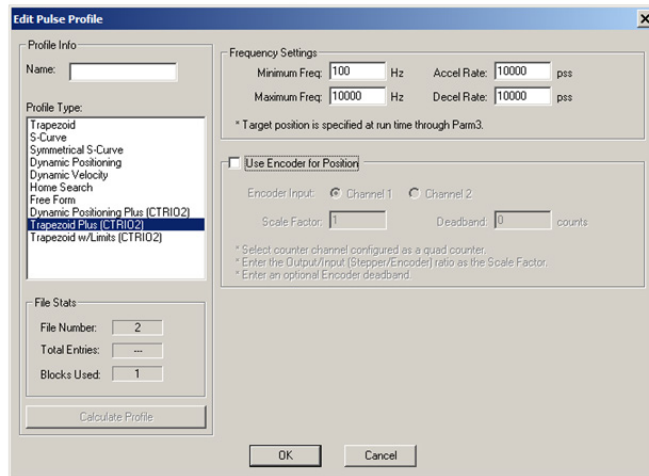 Edit Pulse Profile
Profile Info
Name:
Profile Type:
Trapezoid
S-Curve
Symmetrical S-Curve
Dynamic Positioning
Dynamic Velocity
Home Search
Free Form
Dynamic Positioning Plus (CTRIO2)
Trapezoid Plus (CTRIO2)
Trapezoid w/Limits (CTRIO2)
File Stats
File Number: 2
Total Entries: ---
Blocks Used: 1
Calculate Profile
Frequency Settings
Minimum Freq: 100 Hz Accel Rate: 10000 pss
Maximum Freq: 10000 Hz Decel Rate: 10000 pss
* Target position is specified at run time through Parm3.
Use Encoder for Position
Encoder Input: Channel 1 Channel 2
Scale Factor: 1 Deadband: 0 counts
* Select counter channel configured as a quad counter.
* Enter the Output/Input (Stepper/Encoder) ratio as the Scale Factor.
* Enter an optional Encoder deadband.
OK Cancel